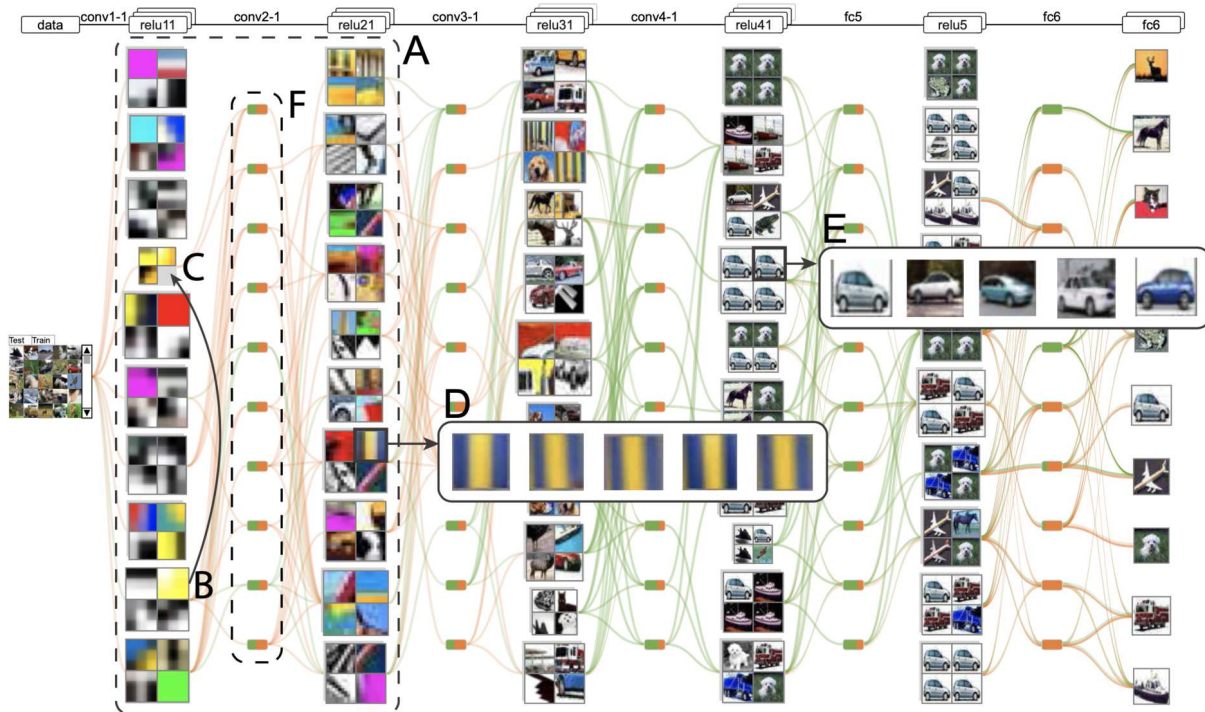 data conv1-1 relu11 conv2-1 relu21 conv3-1 relu31 conv4-1 relu41 fc5 relu5 fc6 fc6
A
F
C
E
Test Train
D
B